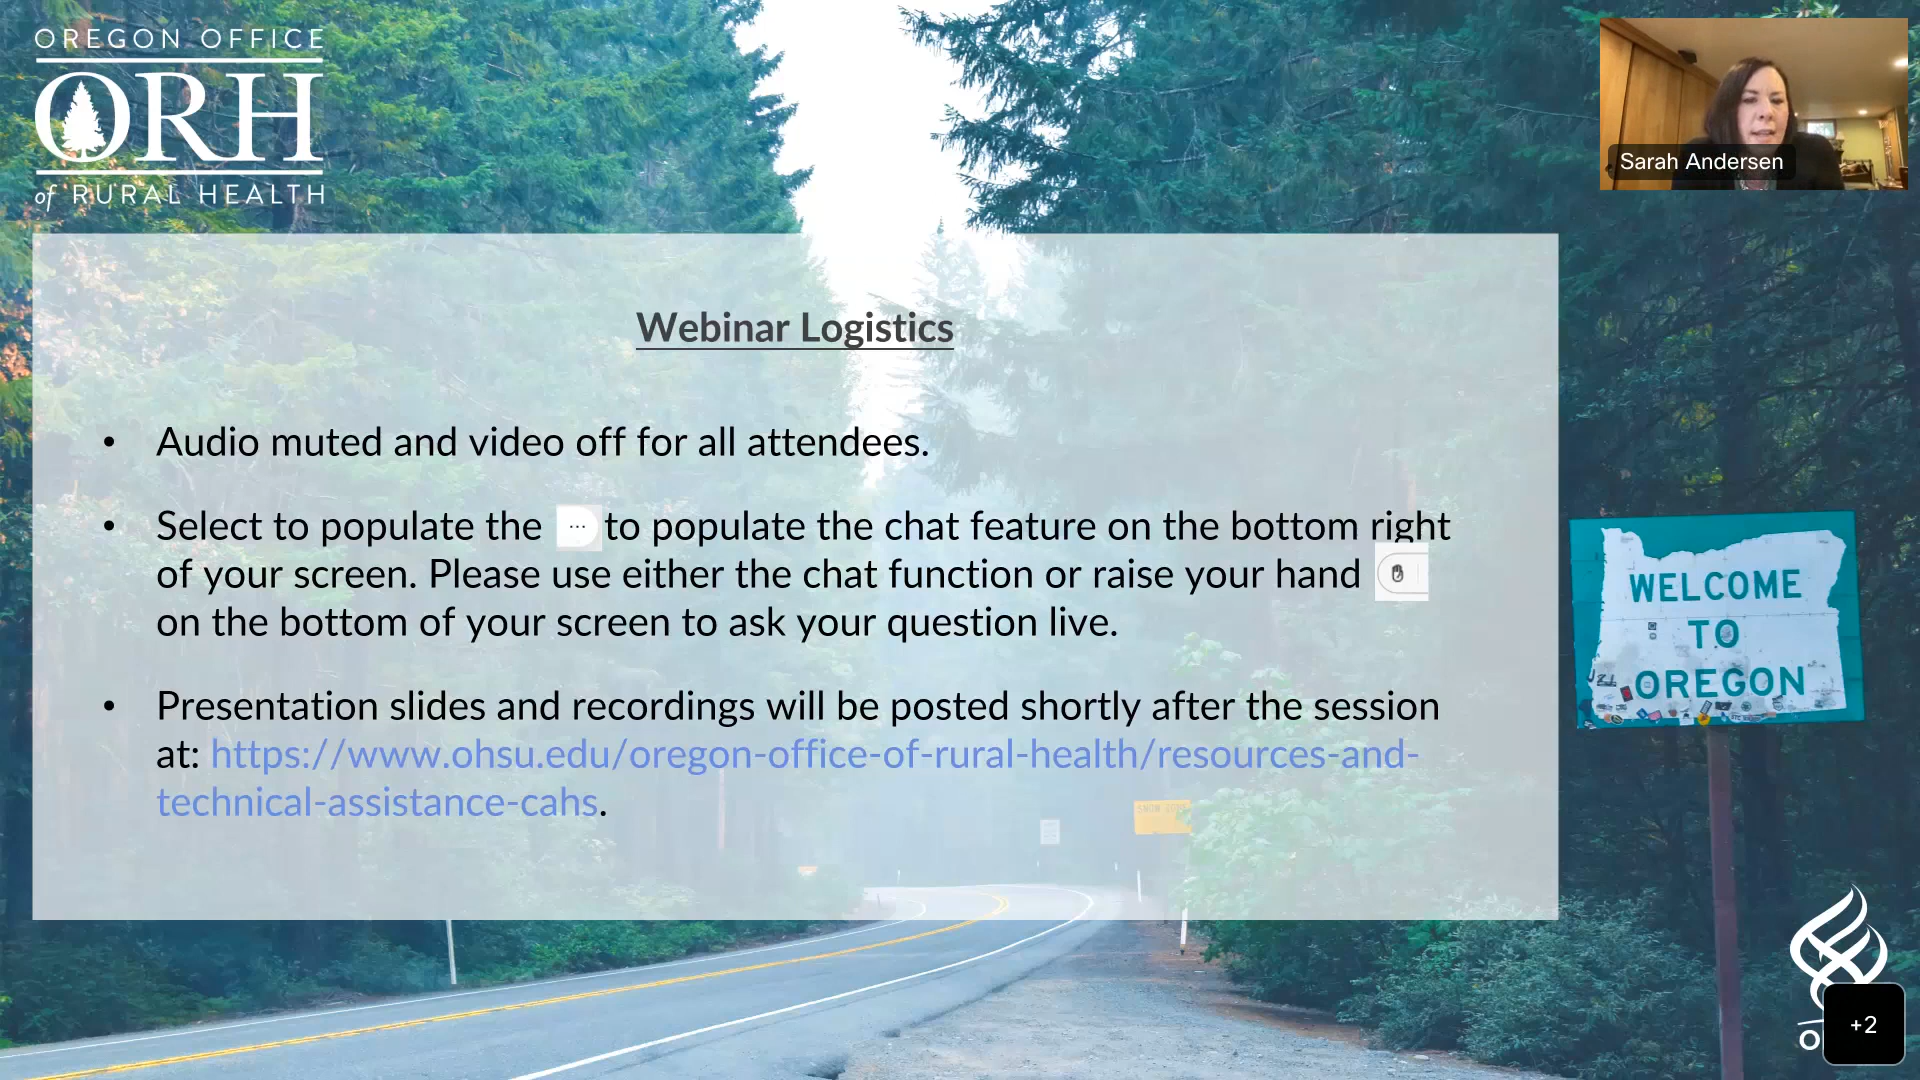 OREGON OFFICE
ORH
of RURAL HEALTH
Sarah Andersen
Webinar Logistics
• Audio muted and video off for all attendees.
• Select to populate the ... to populate the chat feature on the bottom right
of your screen. Please use either the chat function or raise your hand
on the bottom of your screen to ask your question live.
• Presentation slides and recordings will be posted shortly after the session
at: https://www.ohsu.edu/oregon-office-of-rural-health/resources-and-
technical-assistance-cahs.
WELCOME
TO
OREGON
+2